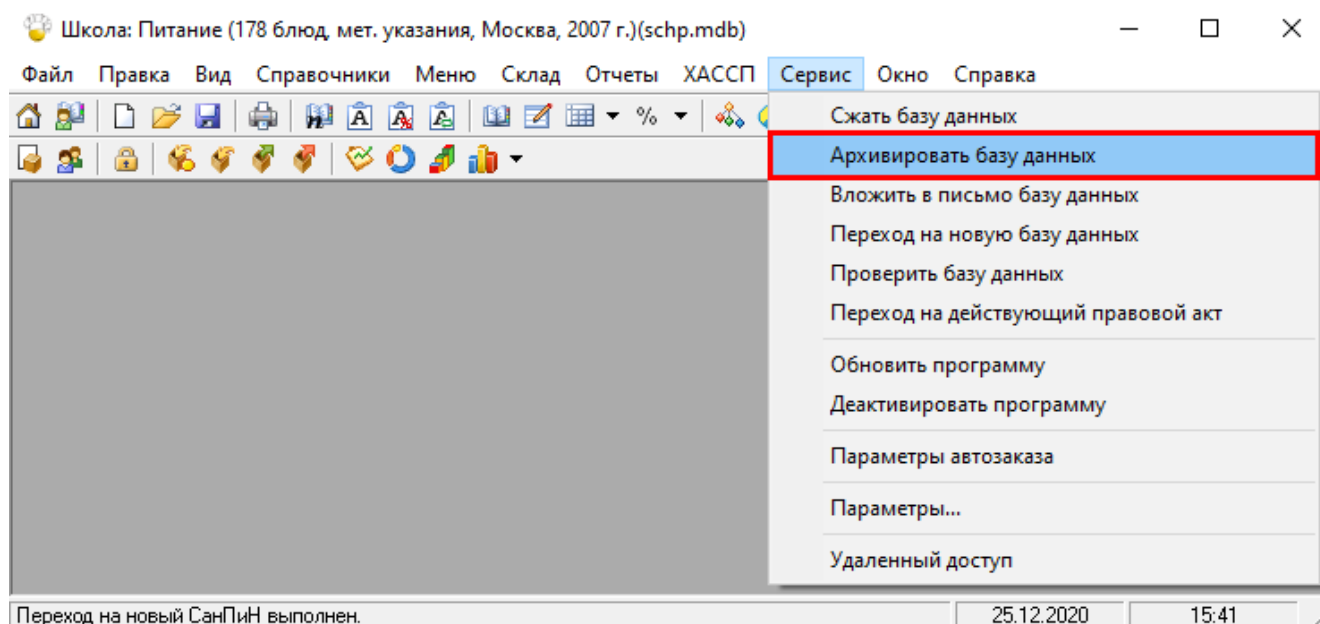 Школа: Питание (178 блюд, мет. указания, Москва, 2007 г.)(schp.mdb)
Файл Правка Вид Справочники Меню Склад Отчеты ХАССП Сервис Окно Справка
Сжать базу данных
Архивировать базу данных
Вложить в письмо базу данных
Переход на новую базу данных
Проверить базу данных
Переход на действующий правовой акт
Обновить программу
Деактивировать программу
Параметры автозаказа
Параметры...
Удаленный доступ
Переход на новый СанПиН выполнен. 25.12.2020 15:41